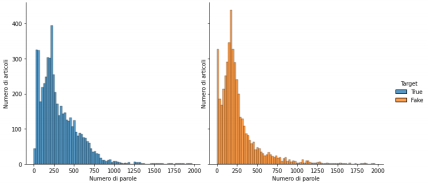 400
300
200
100
0
Numero di articoli
0 250 500 750 1000 1250 1500 1750 2000
Numero di parole
Numero di articoli
0 250 500 750 1000 1250 1500 1750 2000
Numero di parole
Target
True
Fake